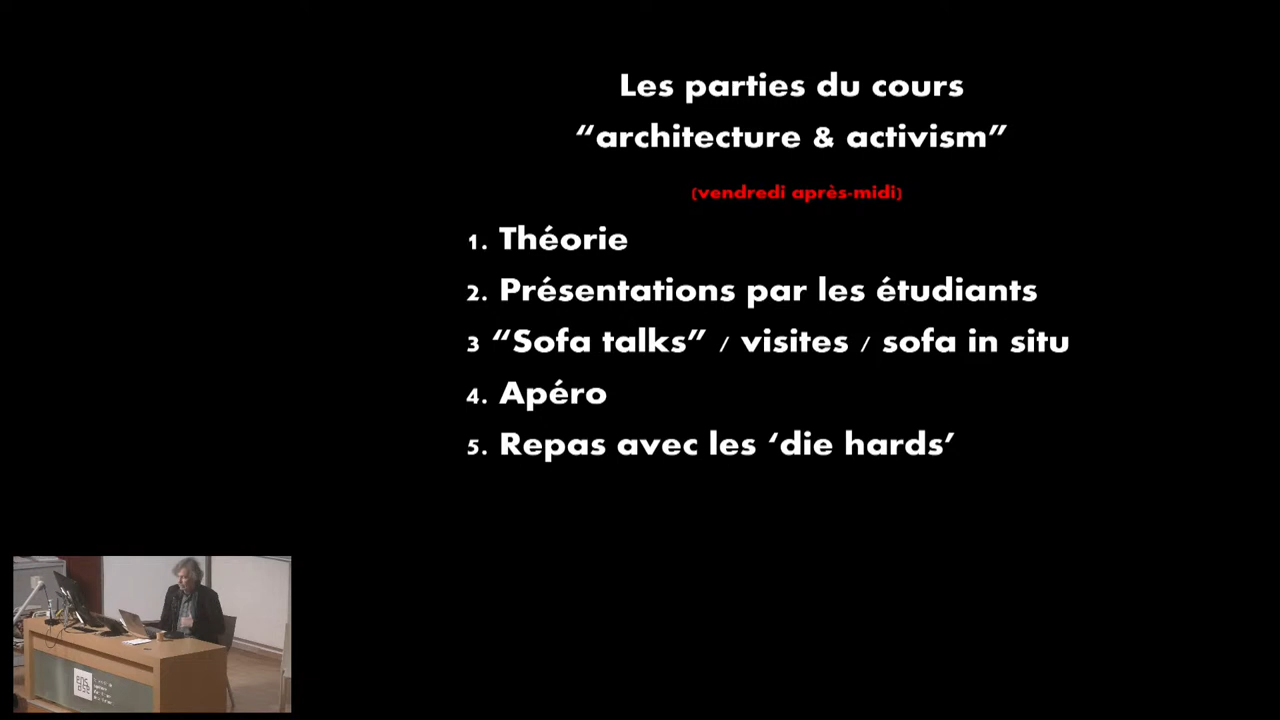 Les parties du cours
“architecture & activism”
(vendredi après-midi)
1. Théorie
2. Présentations par les étudiants
3 “Sofa talks” / visites / sofa in situ
4. Apéro
5. Repas avec les ‘die hards’